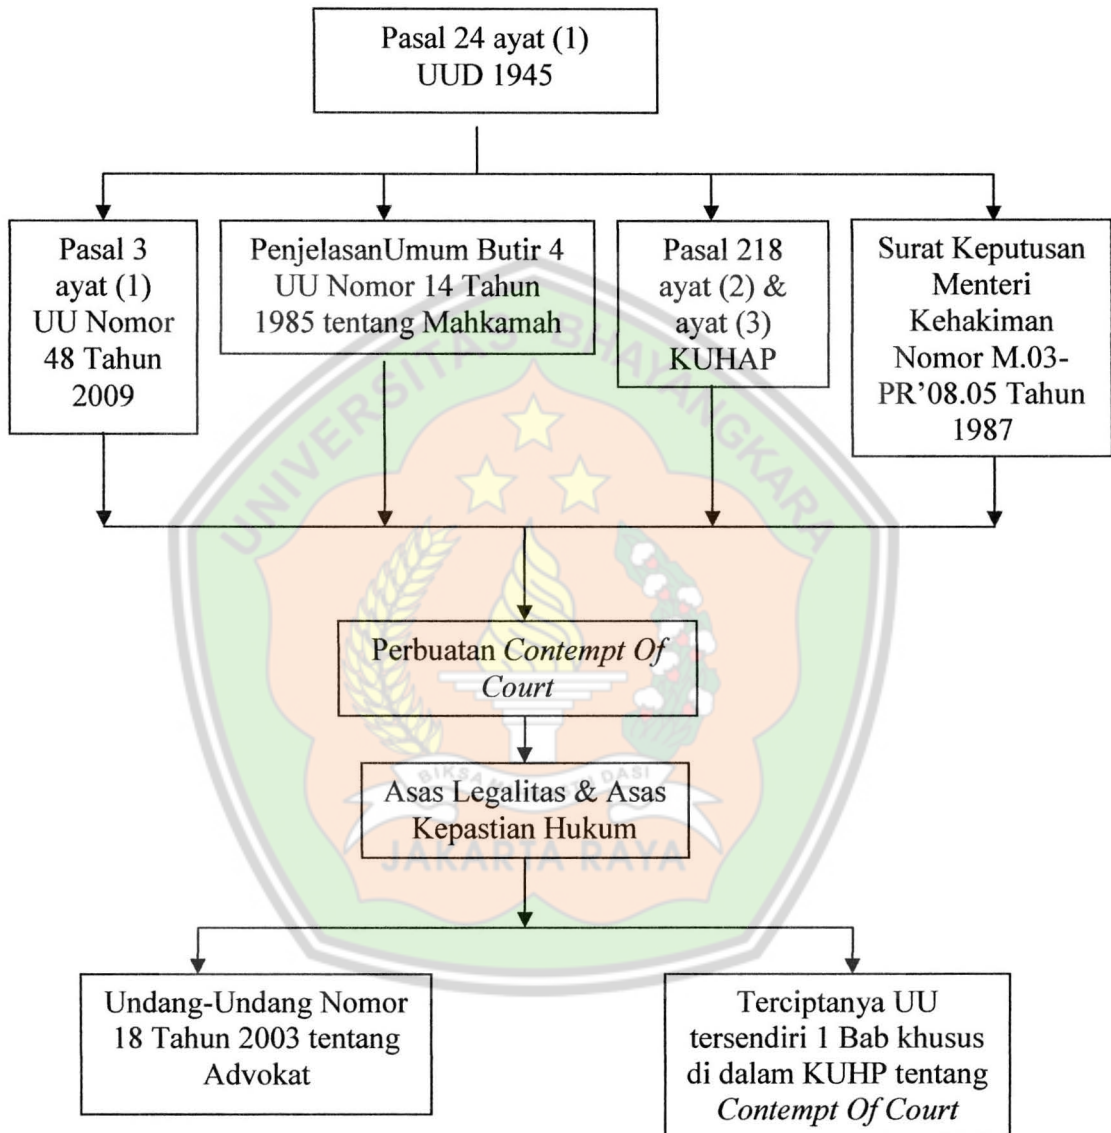 Pasal 24 ayat (1)
UUD 1945
Pasal 3
ayat (1)
UU Nomor
48 Tahun
2009
PenjelasanUmum Butir 4
UU Nomor 14 Tahun
1985 tentang Mahkamah
Pasal 218
ayat (2) &
ayat (3)
KUHAP
Surat Keputusan
Menteri
Kehakiman
Nomor M.03-
PR’08.05 Tahun
1987
UNIVERSITAS BHAYANGKARA
Perbuatan Contempt Of
Court
Asas Legalitas & Asas
Kepastian Hukum
JAKARTA RAYA
Undang-Undang Nomor
18 Tahun 2003 tentang
Advokat
Terciptanya UU
tersendiri 1 Bab khusus
di dalam KUHP tentang
Contempt Of Court